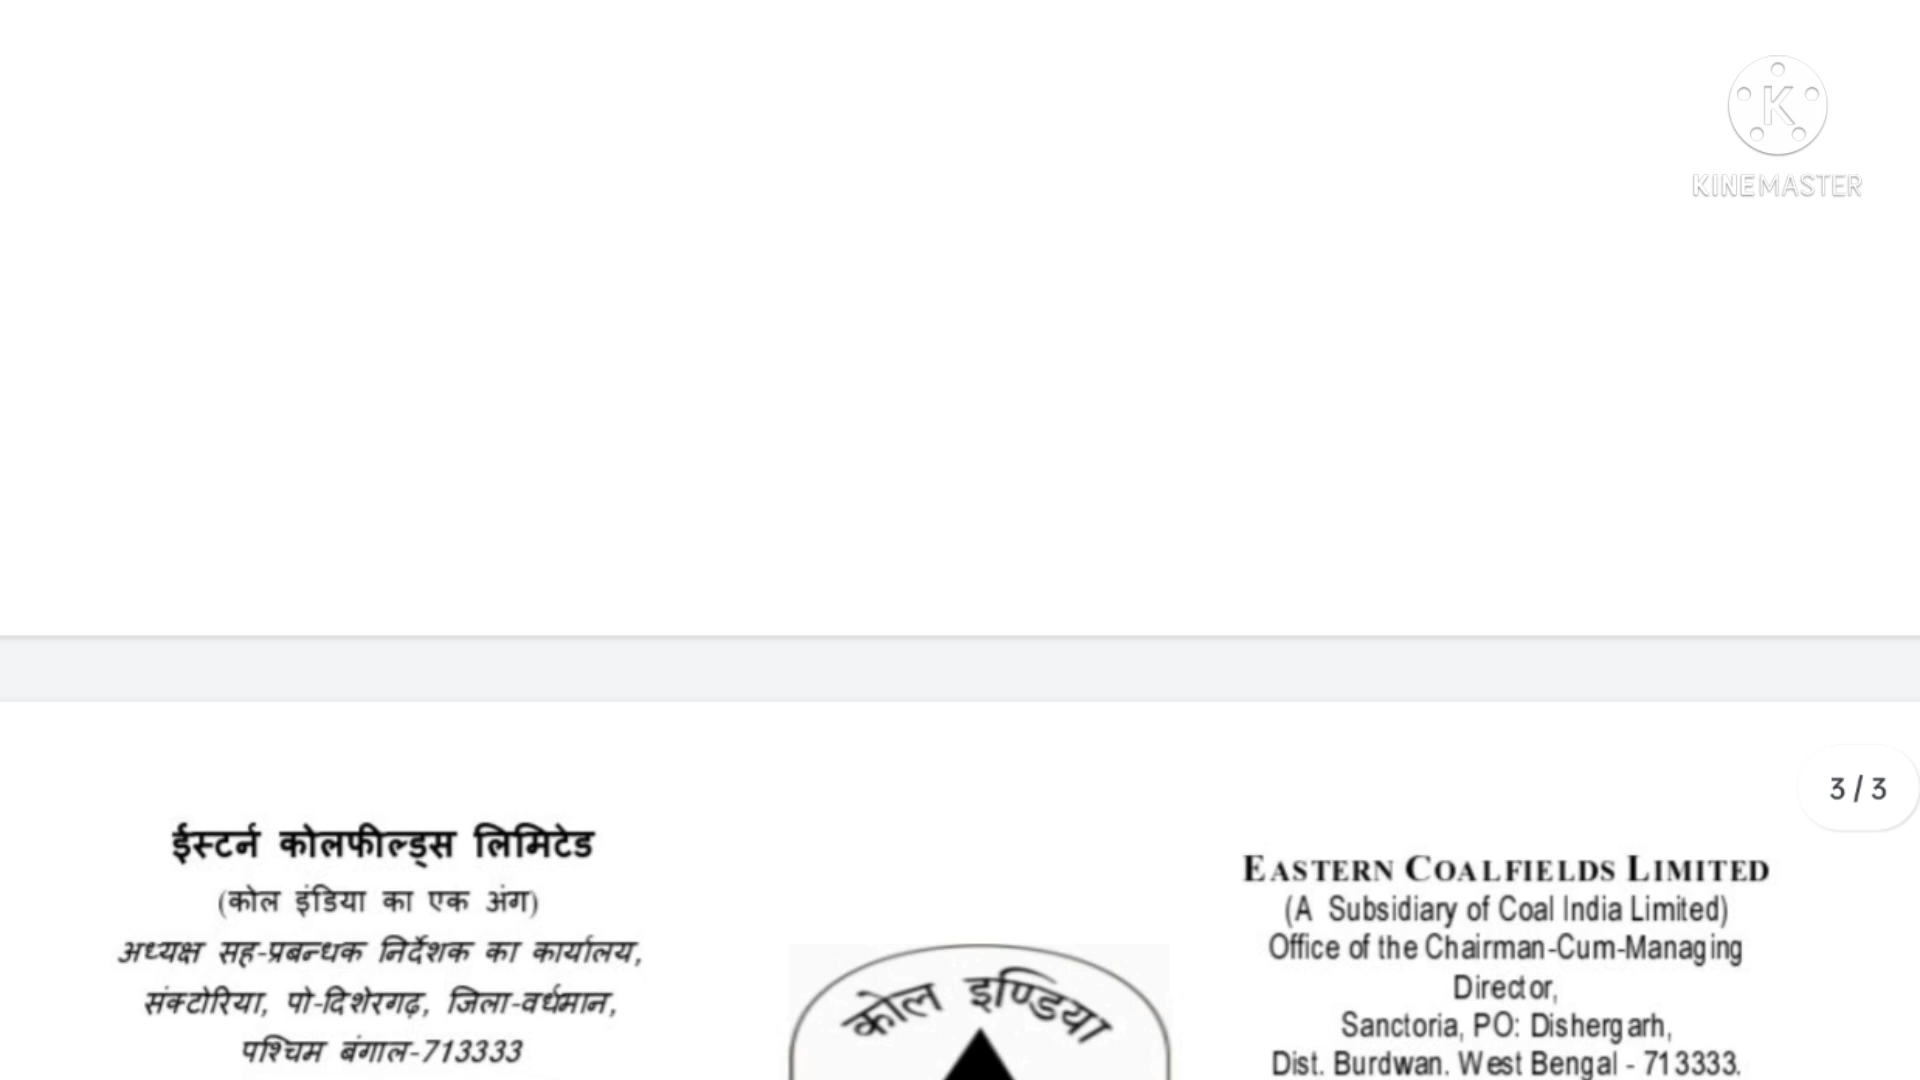 K
KINEMASTER
3 / 3
ईस्टर्न कोलफील्ड्स लिमिटेड
(कोल इंडिया का एक अंग)
अध्यक्ष सह-प्रबन्धक निर्देशक का कार्यालय,
संक्टोरिया, पो-दिशेरगढ़, जिला-वर्धमान,
पश्चिम बंगाल-713333
कोल इण्डिया
EASTERN COALFIELDS LIMITED
(A Subsidiary of Coal India Limited)
Office of the Chairman-Cum-Managing
Director,
Sanctoria, PO: Dishergarh,
Dist. Burdwan. West Bengal - 713333.